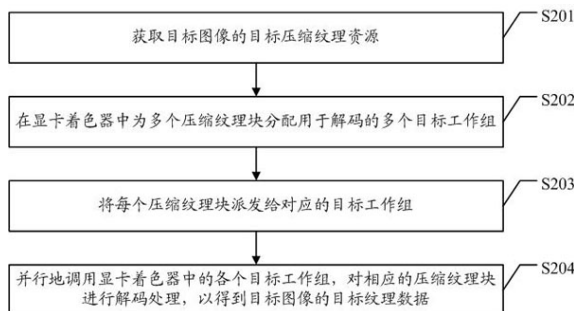 S201
获取目标图像的目标压缩纹理资源
S202
在显卡着色器中为多个压缩纹理块分配用于解码的多个目标工作组
S203
将每个压缩纹理块派发给对应的目标工作组
S204
并行地调用显卡着色器中的各个目标工作组，对相应的压缩纹理块
进行解码处理，以得到目标图像的目标纹理数据